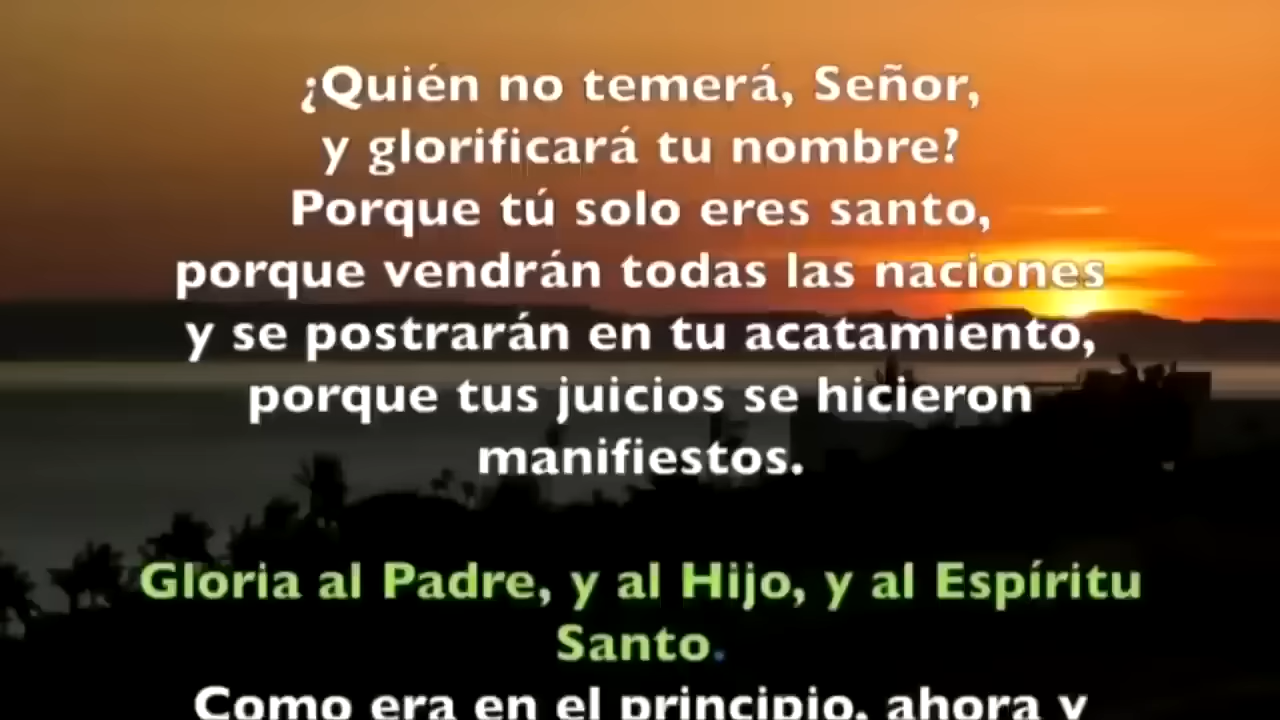 ¿Quién no temerá, Señor,
y glorificará tu nombre?
Porque tú solo eres santo,
porque vendrán todas las naciones
y se postrarán en tu acatamiento,
porque tus juicios se hicieron
manifiestos.
Gloria al Padre, y al Hijo, y al Espíritu
Santo.
Como era en el principio, ahora y